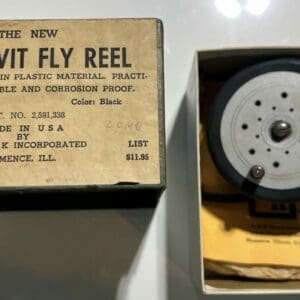 THE NEW
VIT FLY REEL
IN PLASTIC MATERIAL. PRACTI-
BLE AND CORROSION PROOF.
Color: Black
T. NO. 2,591,338
DE IN USA
BY
K INCORPORATED
LIST
MENCE, ILL.
$11.95